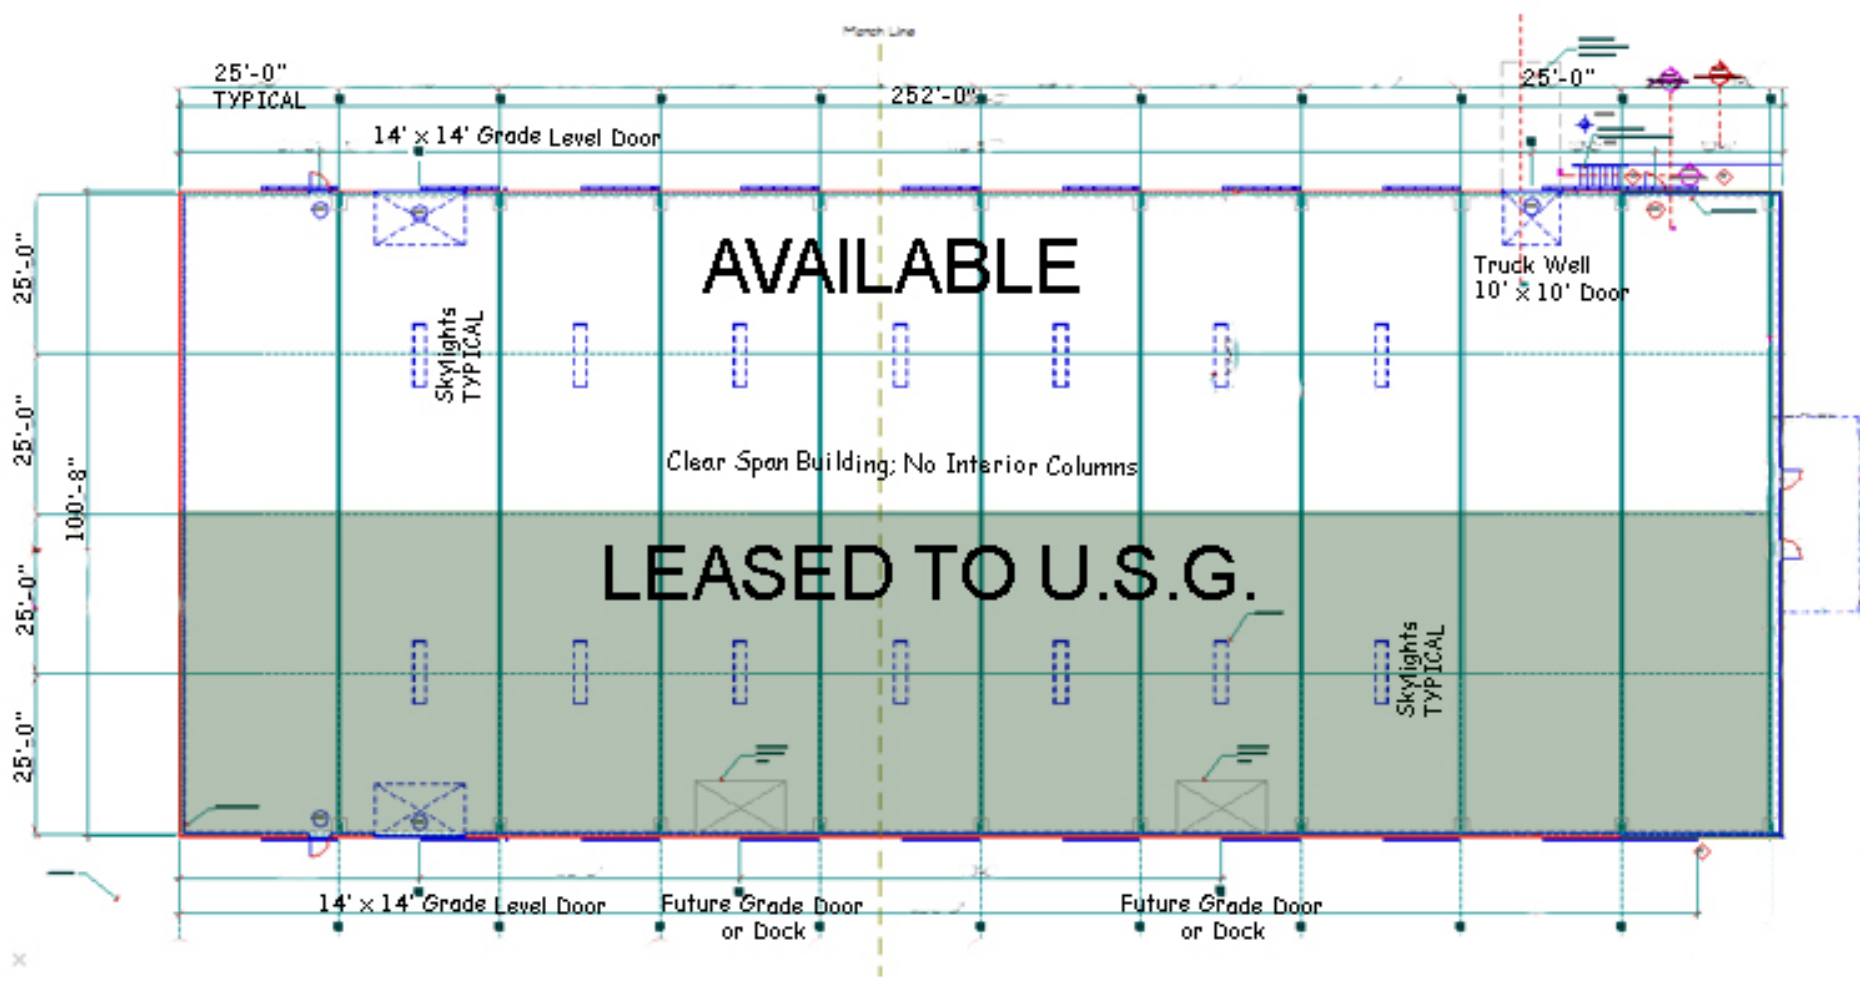 Match Line
25'-0"
TYPICAL
252'-0"
25'-0"
14' x 14' Grade Level Door
AVAILABLE
Truck Well
10' x 10' Door
25'-0"
Skylights
TYPICAL
25'-0"
Clear Span Building; No Interior Columns
100'-8"
LEASED TO U.S.G.
25'-0"
Skylights
TYPICAL
25'-0"
14' x 14' Grade Level Door
Future Grade Door
or Dock
Future Grade Door
or Dock